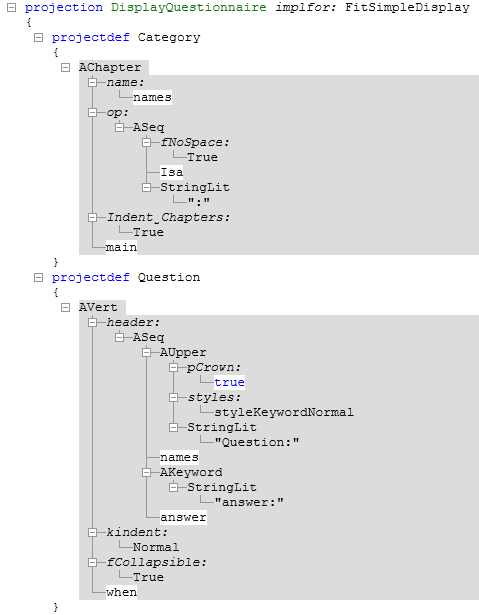 projection DisplayQuestionnaire implfor: FitSimpleDisplay
{
projectdef Category
{
AChapter
name:
names
op:
ASeq
fNoSpace:
True
Isa
StringLit
":"
Indent_Chapters:
True
main
}
projectdef Question
{
AVert
header:
ASeq
AUpper
pCrown:
true
styles:
styleKeywordNormal
StringLit
"Question:"
names
AKeyword
StringLit
"answer:"
answer
kindent:
Normal
fCollapsible:
True
when
}